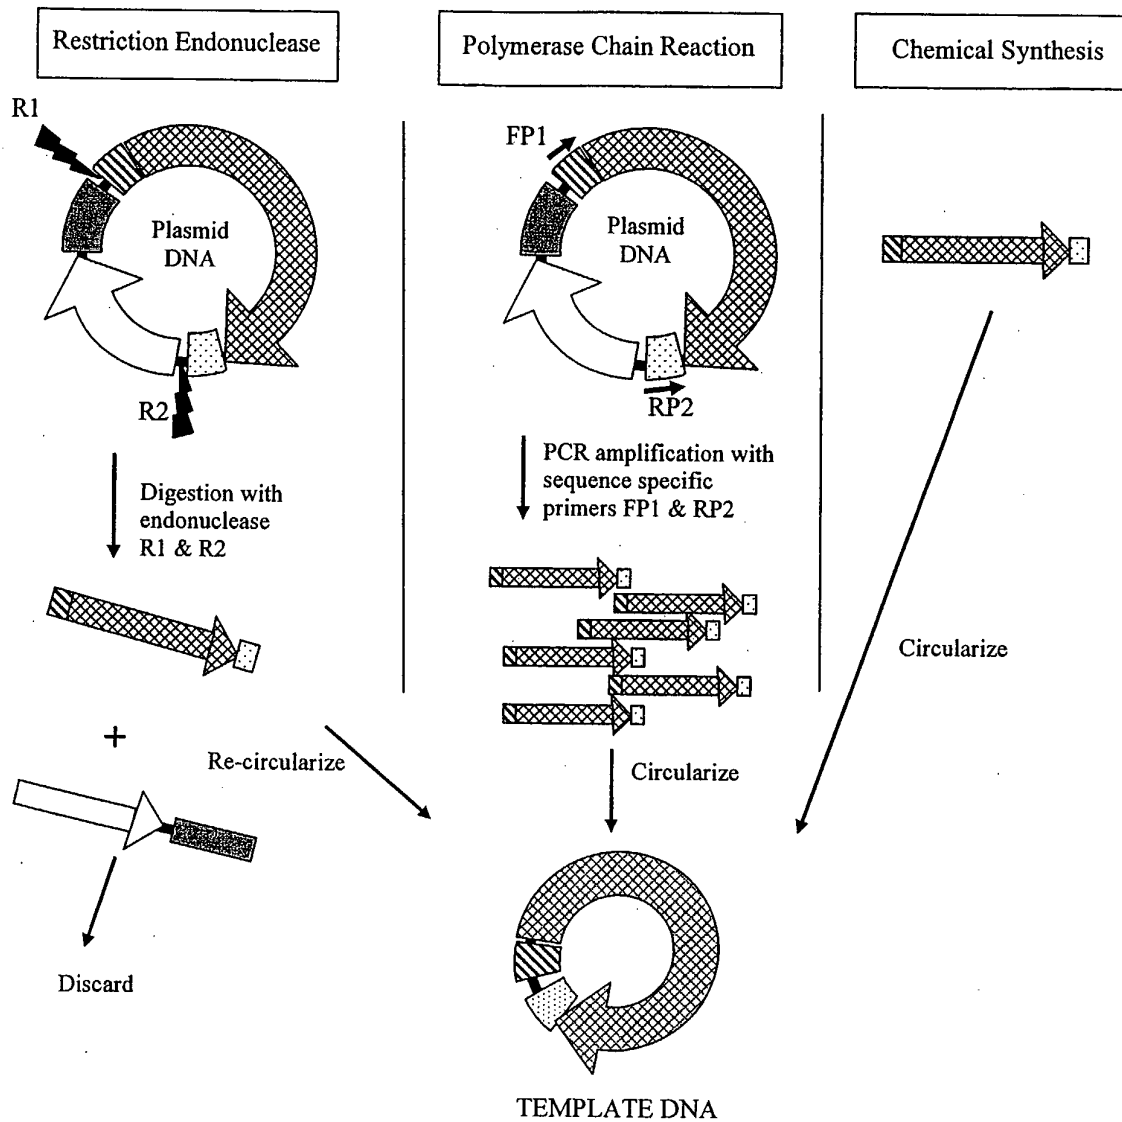 Restriction Endonuclease
Polymerase Chain Reaction
Chemical Synthesis
R1
Plasmid
DNA
R2
Digestion with
endonuclease
R1 & R2
+
Discard
Re-circularize
FP1
Plasmid
DNA
RP2
PCR amplification with
sequence specific
primers FP1 & RP2
Circularize
Circularize
TEMPLATE DNA